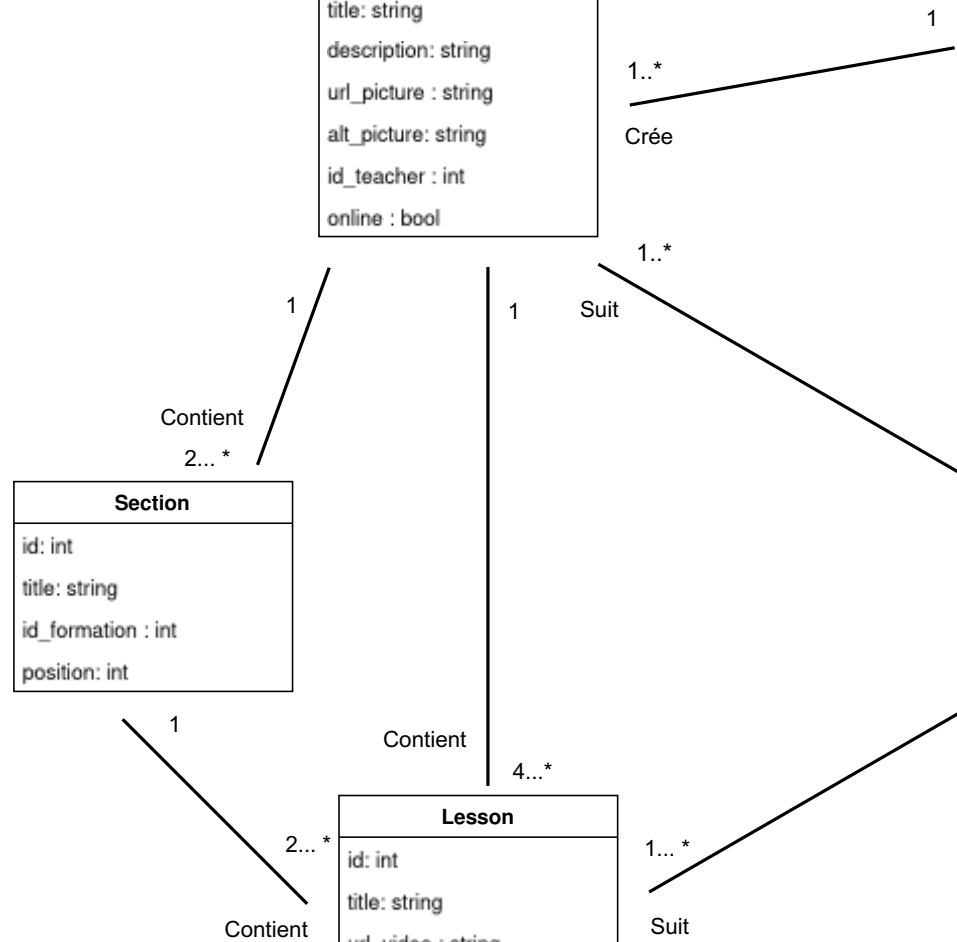 title: string
description: string
url_picture : string
alt_picture: string
id_teacher : int
online : bool
1
1..*
Crée
1..*
Suit
1
1
Contient
2... *
Section
id: int
title: string
id_formation : int
position: int
1
Contient
4...*
Lesson
id: int
title: string
url_video : string
2... *
Contient
1... *
Suit